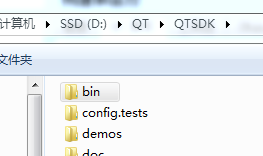 计算机 ▸ SSD (D:) ▸ QT ▸ QTSDK ▸
文件夹
bin
config.tests
demos
doc